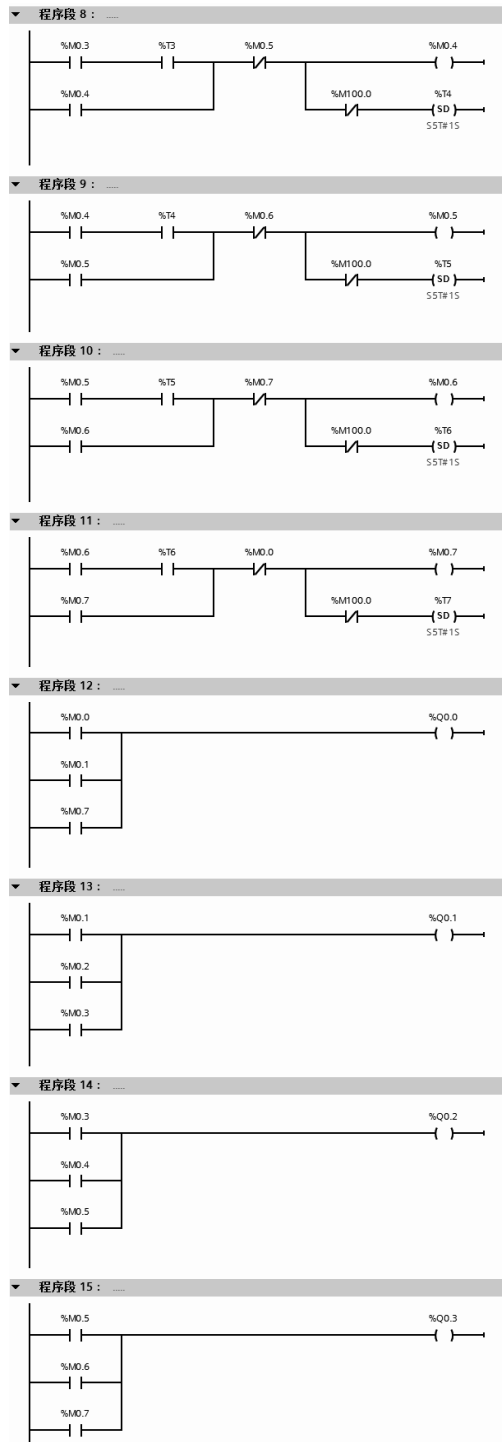 程序段 8： .....
%M0.3 %T3 %M0.5 %M0.4
%M0.4 %M100.0 %T4
SD
S5T#1S
程序段 9： .....
%M0.4 %T4 %M0.6 %M0.5
%M0.5 %M100.0 %T5
SD
S5T#1S
程序段 10： .....
%M0.5 %T5 %M0.7 %M0.6
%M0.6 %M100.0 %T6
SD
S5T#1S
程序段 11： .....
%M0.6 %T6 %M0.0 %M0.7
%M0.7 %M100.0 %T7
SD
S5T#1S
程序段 12： .....
%M0.0 %Q0.0
%M0.1
%M0.7
程序段 13： .....
%M0.1 %Q0.1
%M0.2
%M0.3
程序段 14： .....
%M0.3 %Q0.2
%M0.4
%M0.5
程序段 15： .....
%M0.5 %Q0.3
%M0.6
%M0.7